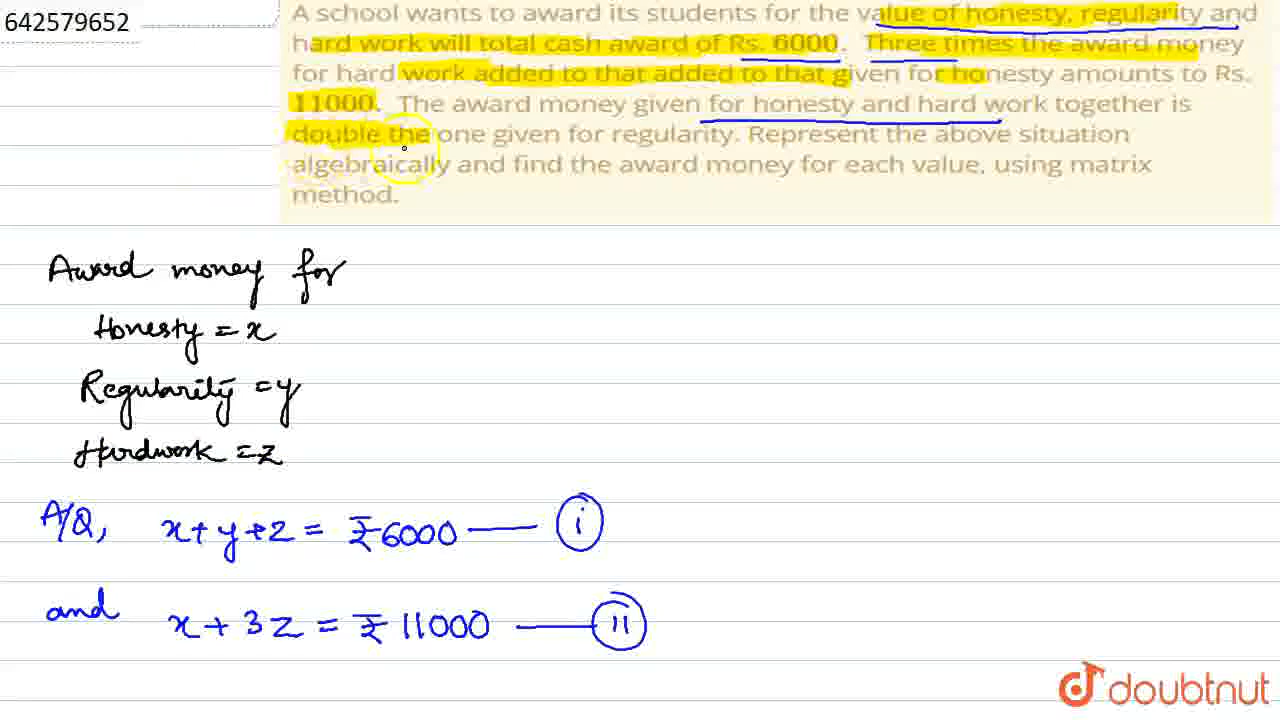 642579652
A school wants to award its students for the value of honesty, regularity and
hard work will total cash award of Rs. 6000. Three times the award money
for hard work added to that added to that given for honesty amounts to Rs.
11000. The award money given for honesty and hard work together is
double the one given for regularity. Represent the above situation
algebraically and find the award money for each value, using matrix
method.
Award money for
Honesty = x
Regularity = y
Hardwork = z
A/Q, x + y + z = ₹6000 —— i
and x + 3z = ₹11000 —— ii
doubtnut